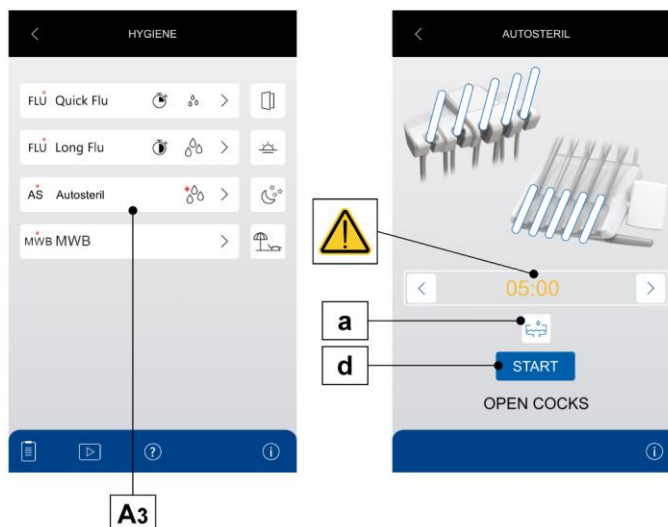 HYGIENE
FLU Quick Flu
FLU Long Flu
AS Autosteril
MWB MWB
A3
AUTOSTERIL
05:00
a
d
START
OPEN COCKS